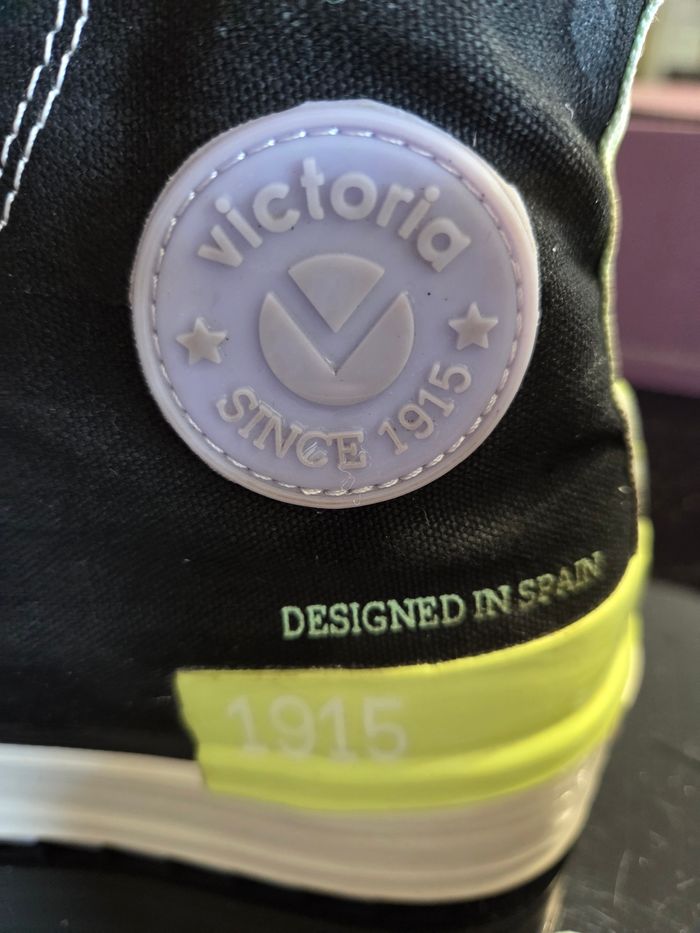 victoria
SINCE 1915
DESIGNED IN SPAIN
1915